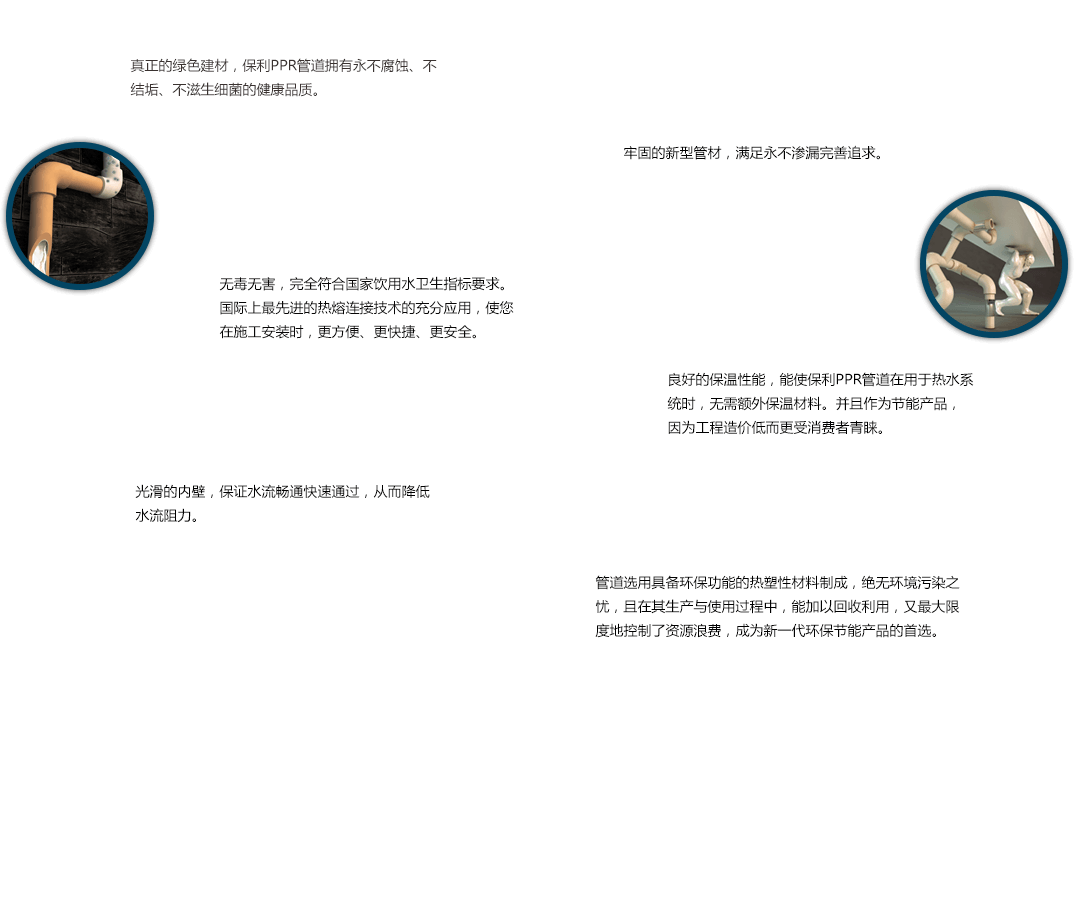 真正的绿色建材，保利PPR管道拥有永不腐蚀、不
结垢、不滋生细菌的健康品质。
牢固的新型管材，满足永不渗漏完善追求。
无毒无害，完全符合国家饮用水卫生指标要求。
国际上最先进的热熔连接技术的充分应用，使您
在施工安装时，更方便、更快捷、更安全。
良好的保温性能，能使保利PPR管道在用于热水系
统时，无需额外保温材料。并且作为节能产品，
因为工程造价低而更受消费者青睐。
光滑的内壁，保证水流畅通快速通过，从而降低
水流阻力。
管道选用具备环保功能的热塑性材料制成，绝无环境污染之
忧，且在其生产与使用过程中，能加以回收利用，又最大限
度地控制了资源浪费，成为新一代环保节能产品的首选。